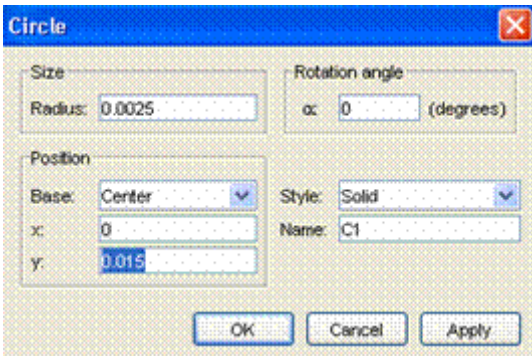 Circle
Size
Rotation angle
Radius: 0.0025
α: 0 (degrees)
Position
Base: Center
Style: Solid
x: 0
Name: C1
y: 0.015
OK Cancel Apply